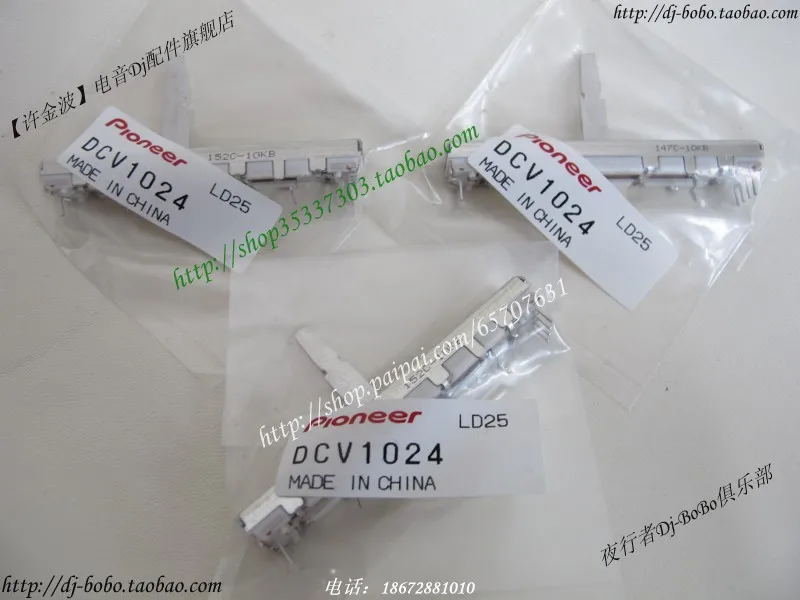 http://dj-bobo.taobao.com/
【许金波】电音Dj配件旗舰店
Pioneer
152C-10KB
DCV1024
LD25
MADE IN CHINA
Pioneer
147C-10KB
DCV1024
LD25
MADE IN CHINA
http://shop35337303.taobao.com/
http://shop.paipai.com/65707631
152C-
Pioneer
LD25
DCV1024
MADE IN CHINA
夜行者Dj-BoBo俱乐部
http://dj-bobo.taobao.com/
电话：18672881010